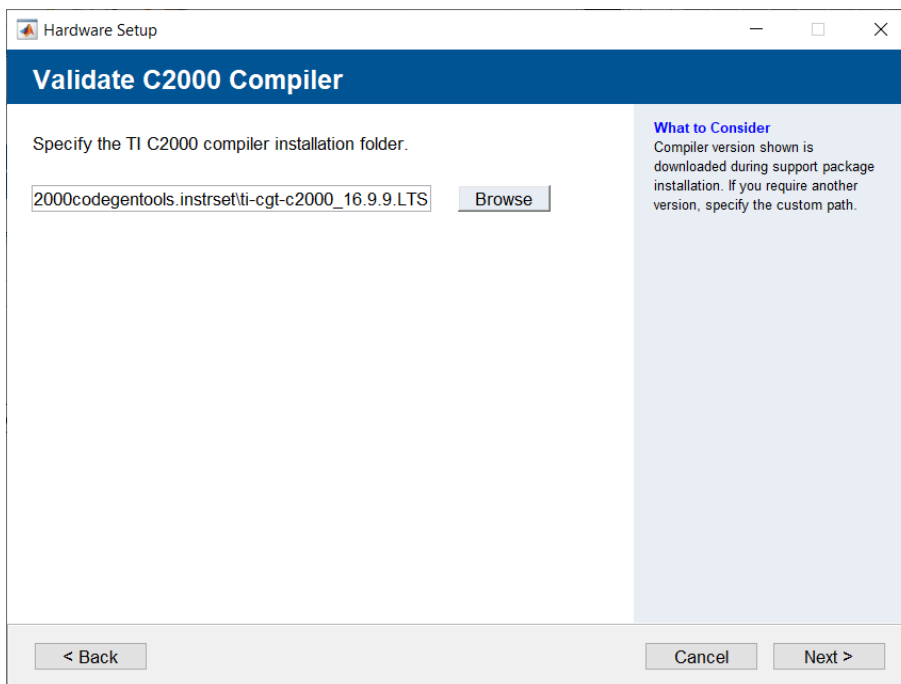 Hardware Setup
Validate C2000 Compiler
Specify the TI C2000 compiler installation folder.
2000codegentools.instrset\ti-cgt-c2000_16.9.9.LTS
Browse
What to Consider
Compiler version shown is
downloaded during support package
installation. If you require another
version, specify the custom path.
< Back
Cancel
Next >